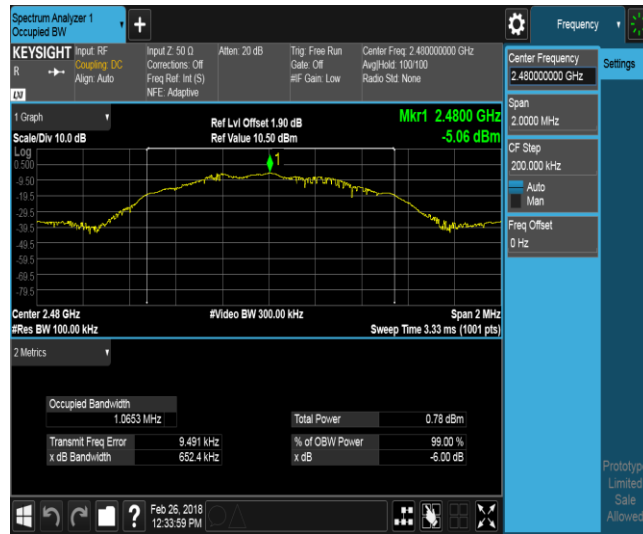 Spectrum Analyzer 1
Occupied BW
Frequency
KEYSIGHT
R
LXI
Input: RF
Coupling: DC
Align: Auto
Input Z: 50 Ω
Corrections: Off
Freq Ref: Int (S)
NFE: Adaptive
Atten: 20 dB
Trig: Free Run
Gate: Off
#IF Gain: Low
Center Freq: 2.480000000 GHz
Avg|Hold: 100/100
Radio Std: None
Center Frequency
2.480000000 GHz
Settings
Span
2.0000 MHz
CF Step
200.000 kHz
Auto
Man
Freq Offset
0 Hz
1 Graph
Scale/Div 10.0 dB
Ref Lvl Offset 1.90 dB
Ref Value 10.50 dBm
Mkr1 2.4800 GHz
-5.06 dBm
Log
0.500
-9.50
-19.5
-29.5
-39.5
-49.5
-59.5
-69.5
-79.5
1
Center 2.48 GHz
#Video BW 300.00 kHz
Span 2 MHz
#Res BW 100.00 kHz
Sweep Time 3.33 ms (1001 pts)
2 Metrics
Occupied Bandwidth
1.0653 MHz
Total Power 0.78 dBm
Transmit Freq Error 9.491 kHz
% of OBW Power 99.00 %
x dB Bandwidth 652.4 kHz
x dB -6.00 dB
Prototype
Limited
Sale
Allowed
?
Feb 26, 2018
12:33:59 PM